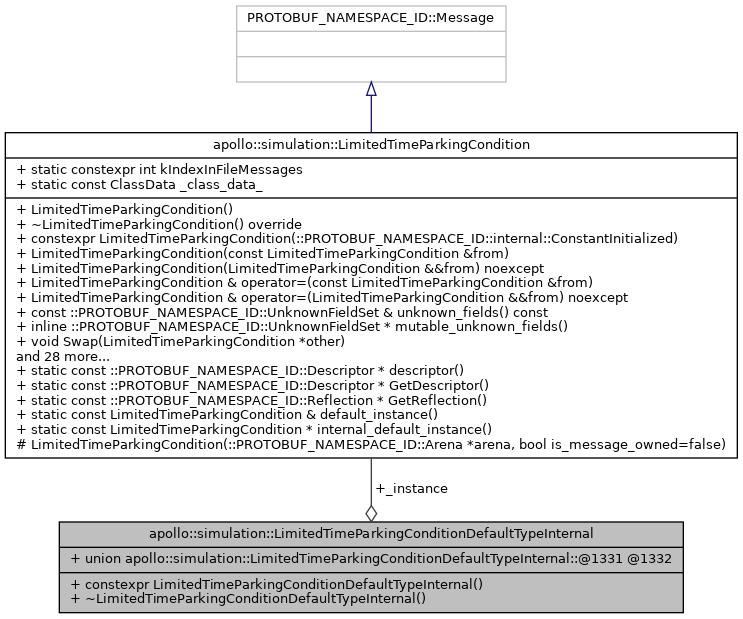 PROTOBUF_NAMESPACE_ID::Message
apollo::simulation::LimitedTimeParkingCondition
+ static constexpr int kIndexInFileMessages
+ static const ClassData _class_data_
+ LimitedTimeParkingCondition()
+ ~LimitedTimeParkingCondition() override
+ constexpr LimitedTimeParkingCondition(::PROTOBUF_NAMESPACE_ID::internal::ConstantInitialized)
+ LimitedTimeParkingCondition(const LimitedTimeParkingCondition &from)
+ LimitedTimeParkingCondition(LimitedTimeParkingCondition &&from) noexcept
+ LimitedTimeParkingCondition & operator=(const LimitedTimeParkingCondition &from)
+ LimitedTimeParkingCondition & operator=(LimitedTimeParkingCondition &&from) noexcept
+ const ::PROTOBUF_NAMESPACE_ID::UnknownFieldSet & unknown_fields() const
+ inline ::PROTOBUF_NAMESPACE_ID::UnknownFieldSet * mutable_unknown_fields()
+ void Swap(LimitedTimeParkingCondition *other)
and 28 more...
+ static const ::PROTOBUF_NAMESPACE_ID::Descriptor * descriptor()
+ static const ::PROTOBUF_NAMESPACE_ID::Descriptor * GetDescriptor()
+ static const ::PROTOBUF_NAMESPACE_ID::Reflection * GetReflection()
+ static const LimitedTimeParkingCondition & default_instance()
+ static const LimitedTimeParkingCondition * internal_default_instance()
# LimitedTimeParkingCondition(::PROTOBUF_NAMESPACE_ID::Arena *arena, bool is_message_owned=false)
+_instance
apollo::simulation::LimitedTimeParkingConditionDefaultTypeInternal
+ union apollo::simulation::LimitedTimeParkingConditionDefaultTypeInternal::@1331 @1332
+ constexpr LimitedTimeParkingConditionDefaultTypeInternal()
+ ~LimitedTimeParkingConditionDefaultTypeInternal()